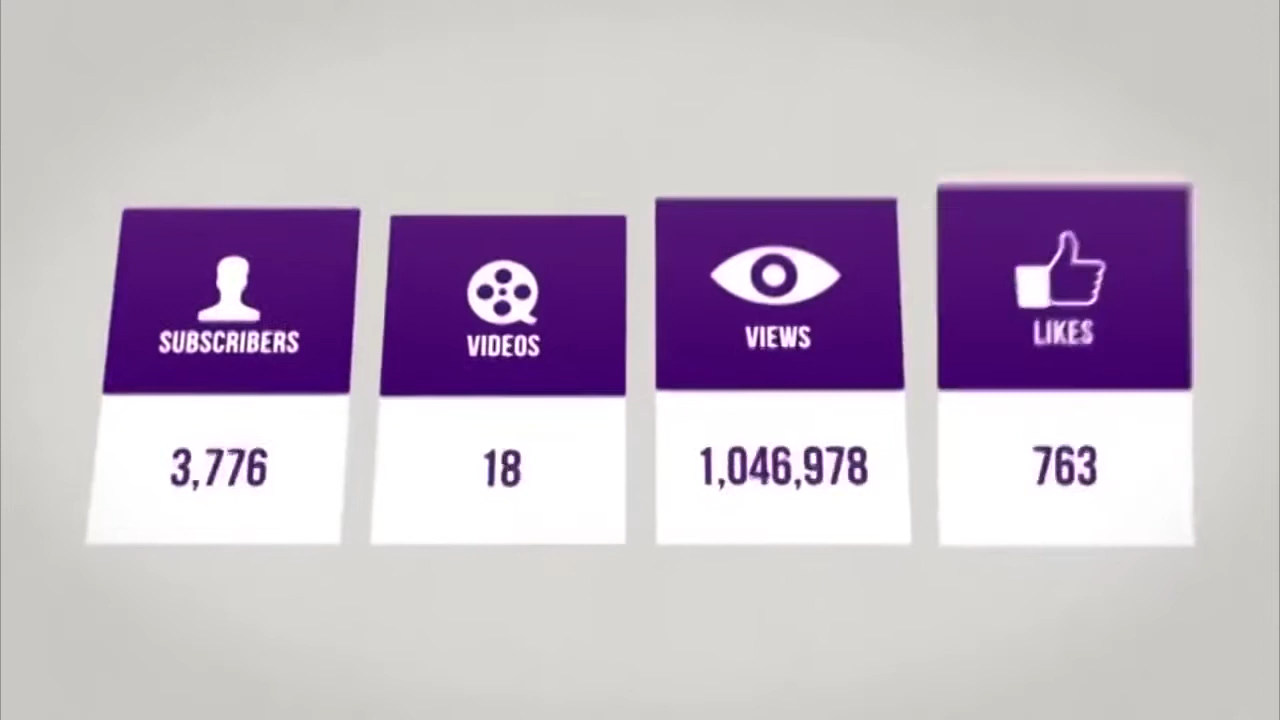 SUBSCRIBERS
3,776
VIDEOS
18
VIEWS
1,046,978
LIKES
763